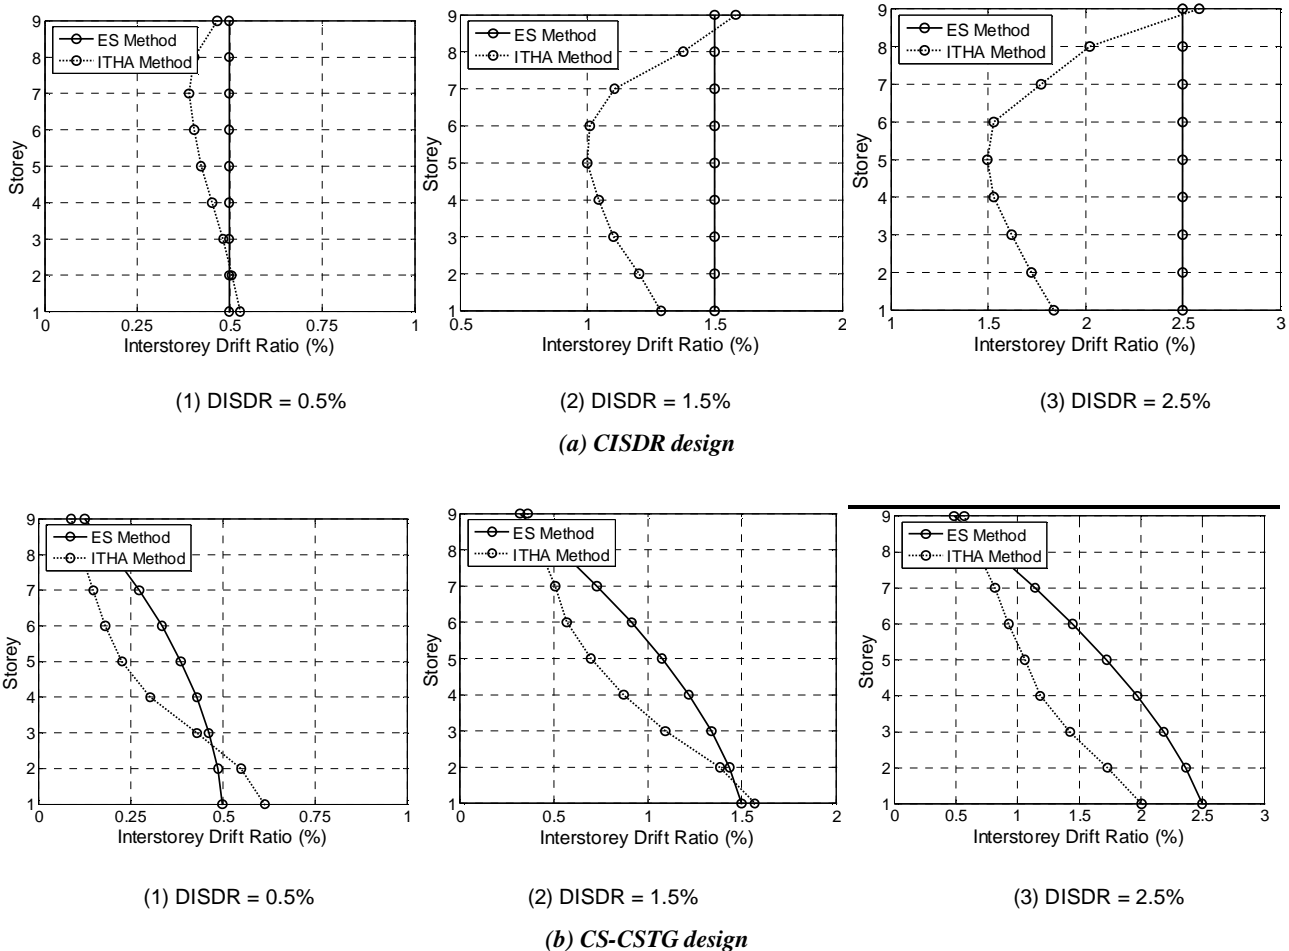 9
8
7
6
5
4
3
2
1
Storey
ES Method
ITHA Method
0 0.25 0.5 0.75 1
Interstorey Drift Ratio (%)
(1) DISDR = 0.5%
9
8
7
6
5
4
3
2
1
Storey
ES Method
ITHA Method
0.5 1 1.5 2
Interstorey Drift Ratio (%)
(2) DISDR = 1.5%
9
8
7
6
5
4
3
2
1
Storey
ES Method
ITHA Method
1 1.5 2 2.5 3
Interstorey Drift Ratio (%)
(3) DISDR = 2.5%
(a) CISDR design
9
8
7
6
5
4
3
2
1
Storey
ES Method
ITHA Method
0 0.25 0.5 0.75 1
Interstorey Drift Ratio (%)
(1) DISDR = 0.5%
9
8
7
6
5
4
3
2
1
Storey
ES Method
ITHA Method
0 0.5 1 1.5 2
Interstorey Drift Ratio (%)
(2) DISDR = 1.5%
9
8
7
6
5
4
3
2
1
Storey
ES Method
ITHA Method
0 0.5 1 1.5 2 2.5 3
Interstorey Drift Ratio (%)
(3) DISDR = 2.5%
(b) CS-CSTG design